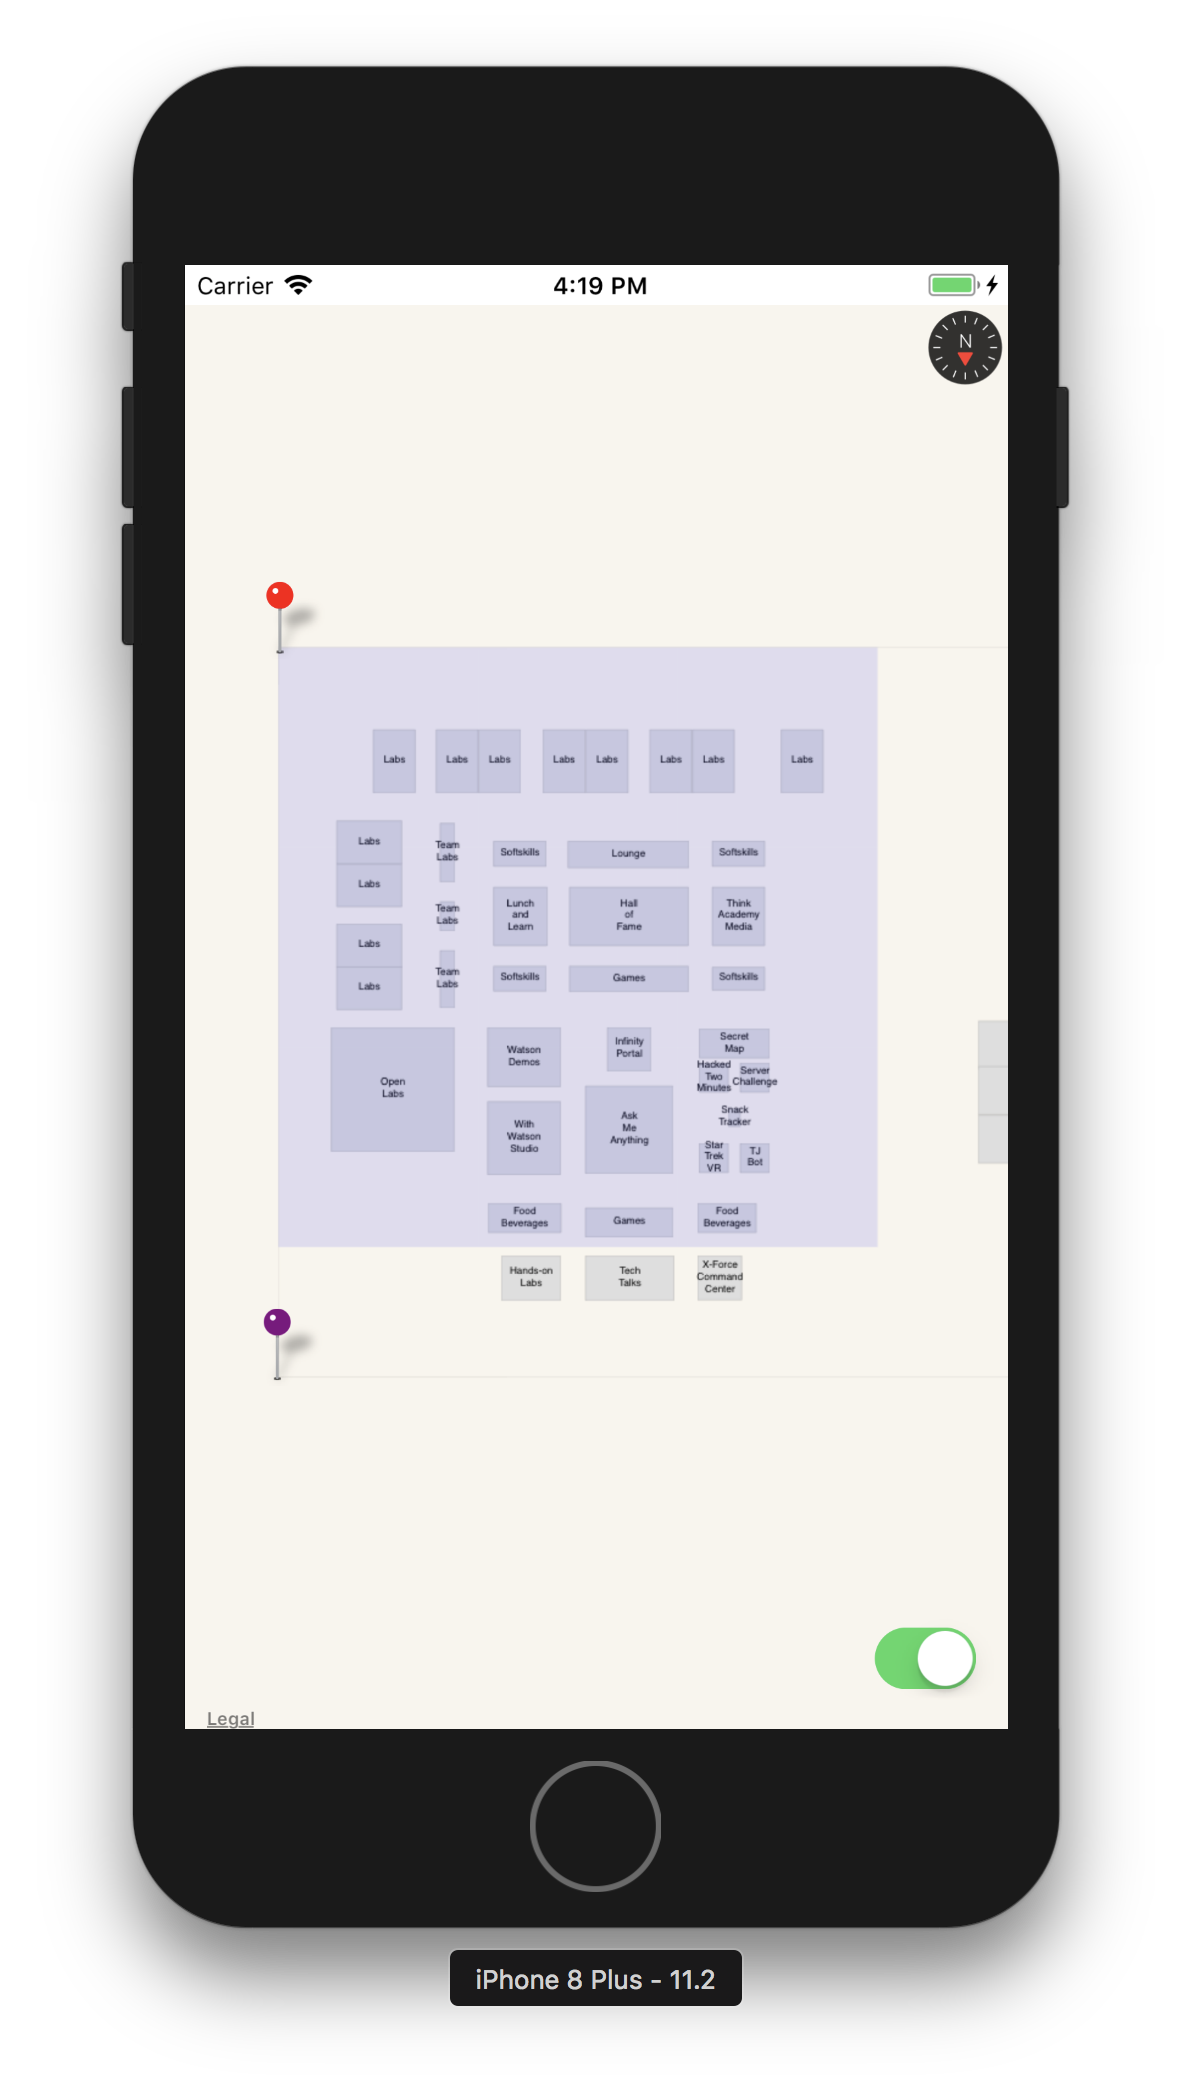 Carrier
4:19 PM
N
Labs
Labs
Labs
Labs
Labs
Labs
Labs
Labs
Labs
Labs
Labs
Labs
Team
Labs
Team
Labs
Team
Labs
Softskills
Lounge
Softskills
Lunch
and
Learn
Hall
of
Fame
Think
Academy
Media
Softskills
Games
Softskills
Open
Labs
Watson
Demos
Infinity
Portal
Secret
Map
Hacked
Two
Minutes
Server
Challenge
With
Watson
Studio
Ask
Me
Anything
Snack
Tracker
Star
Trek
VR
TJ
Bot
Food
Beverages
Games
Food
Beverages
Hands-on
Labs
Tech
Talks
X-Force
Command
Center
Legal
iPhone 8 Plus - 11.2